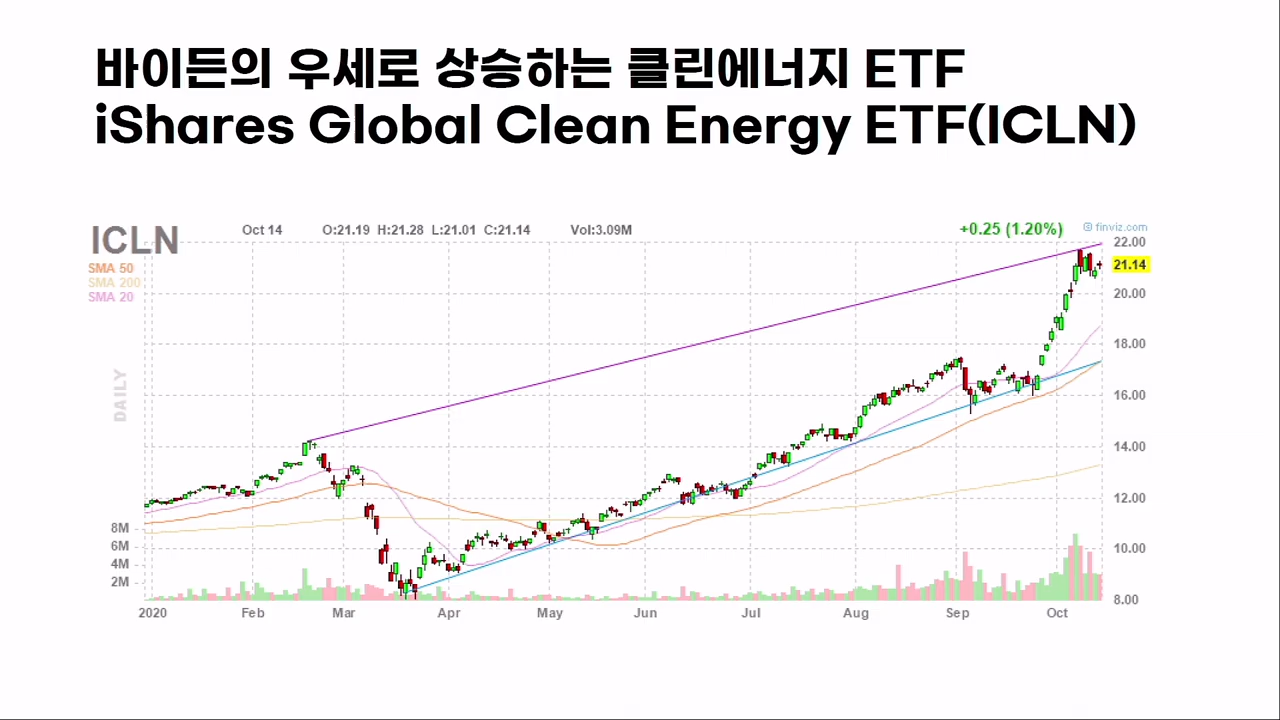 바이든의 우세로 상승하는 클린에너지 ETF
iShares Global Clean Energy ETF(ICLN)
ICLN
Oct 14 O:21.19 H:21.28 L:21.01 C:21.14 Vol:3.09M +0.25 (1.20%) © finviz.com
SMA 50
SMA 200
SMA 20
DAILY
22.00
21.14
20.00
18.00
16.00
14.00
12.00
10.00
8.00
8M
6M
4M
2M
2020 Feb Mar Apr May Jun Jul Aug Sep Oct